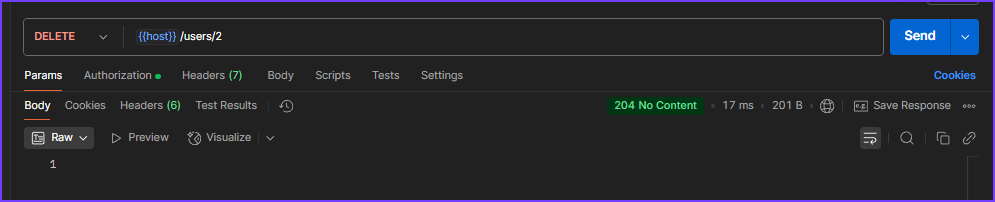 DELETE {{host}} /users/2 Send
Params Authorization Headers (7) Body Scripts Tests Settings Cookies
Body Cookies Headers (6) Test Results 204 No Content 17 ms 201 B e.g. Save Response
Raw Preview Visualize
1